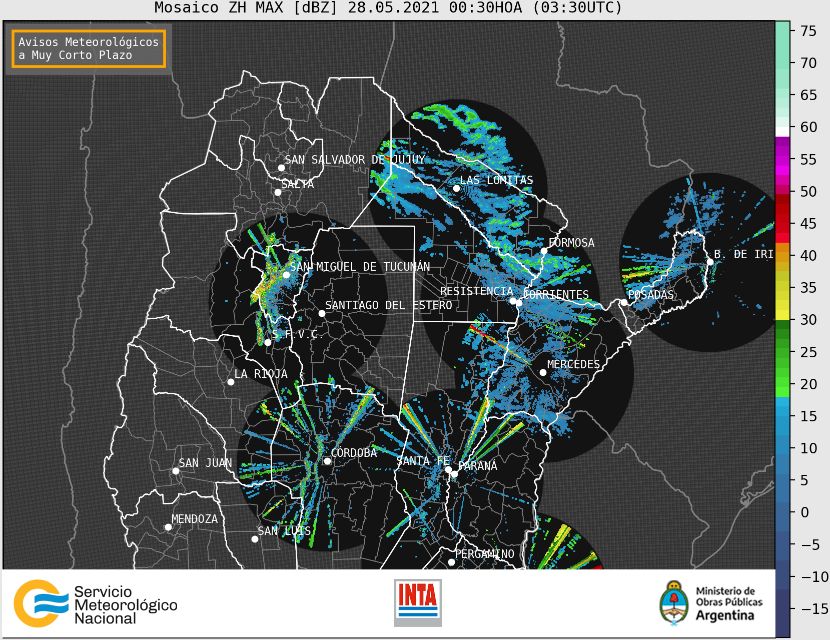 Mosaico ZH MAX [dBZ] 28.05.2021 00:30HOA (03:30UTC)
Avisos Meteorológicos
a Muy Corto Plazo
SAN SALVADOR DE JUJUY
SALTA
LAS LOMITAS
FORMOSA
B. DE IRI
SAN MIGUEL DE TUCUMÁN
RESISTENCIA
CORRIENTES
POSADAS
SANTIAGO DEL ESTERO
S.F.V.C
MERCEDES
LA RIOJA
CÓRDOBA
SANTA FE
PARANÁ
SAN JUAN
MENDOZA
SAN LUIS
PERGAMINO
75
70
65
60
55
50
45
40
35
30
25
20
15
10
5
0
−5
−10
−15
Servicio
Meteorológico
Nacional
INTA
Ministerio de
Obras Públicas
Argentina